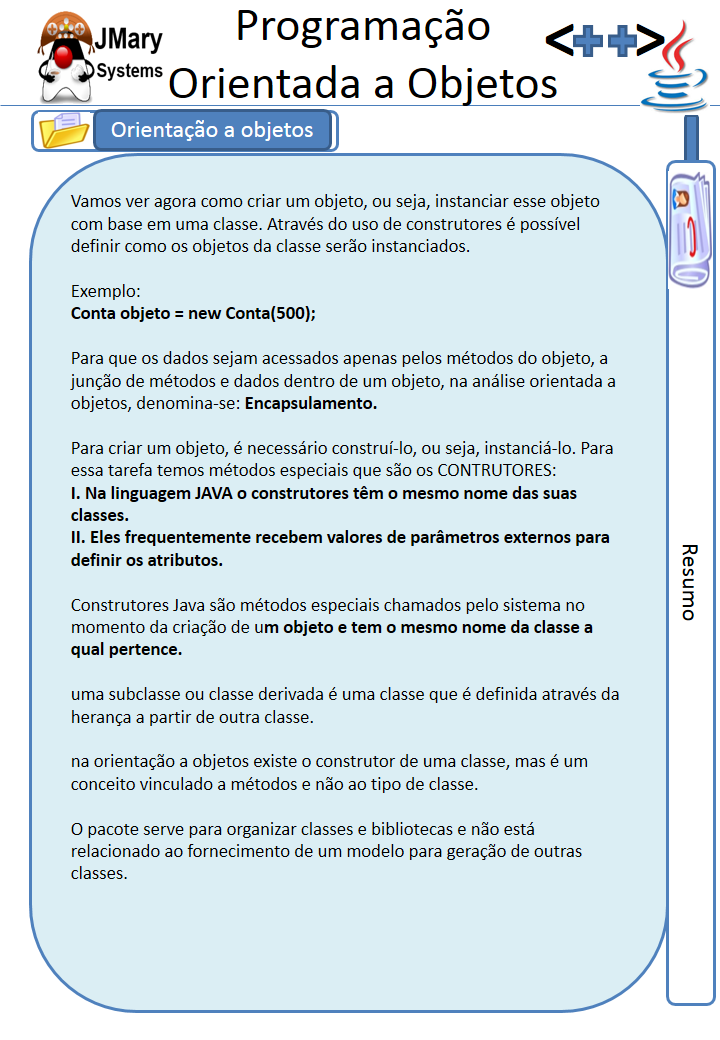 JMary
Systems
Programação
Orientada a Objetos
<++>
Orientação a objetos
Vamos ver agora como criar um objeto, ou seja, instanciar esse objeto
com base em uma classe. Através do uso de construtores é possível
definir como os objetos da classe serão instanciados.
Exemplo:
Conta objeto = new Conta(500);
Para que os dados sejam acessados apenas pelos métodos do objeto, a
junção de métodos e dados dentro de um objeto, na análise orientada a
objetos, denomina-se: Encapsulamento.
Para criar um objeto, é necessário construí-lo, ou seja, instanciá-lo. Para
essa tarefa temos métodos especiais que são os CONTRUTORES:
I. Na linguagem JAVA o construtores têm o mesmo nome das suas
classes.
II. Eles frequentemente recebem valores de parâmetros externos para
definir os atributos.
Construtores Java são métodos especiais chamados pelo sistema no
momento da criação de um objeto e tem o mesmo nome da classe a
qual pertence.
uma subclasse ou classe derivada é uma classe que é definida através da
herança a partir de outra classe.
na orientação a objetos existe o construtor de uma classe, mas é um
conceito vinculado a métodos e não ao tipo de classe.
O pacote serve para organizar classes e bibliotecas e não está
relacionado ao fornecimento de um modelo para geração de outras
classes.
Resumo